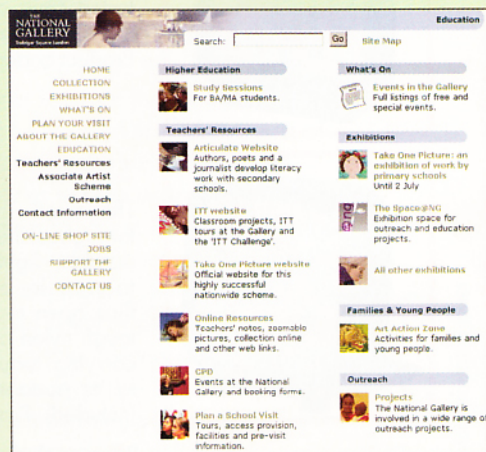 THE
NATIONAL
GALLERY
Trafalgar Square London
Education
Search:
Go
Site Map
HOME
COLLECTION
EXHIBITIONS
WHAT'S ON
PLAN YOUR VISIT
ABOUT THE GALLERY
EDUCATION
Teachers' Resources
Associate Artist
Scheme
Outreach
Contact Information
ON-LINE SHOP SITE
JOBS
SUPPORT THE
GALLERY
CONTACT US
Higher Education
Study Sessions
For BA/MA students.
Teachers' Resources
Articulate Website
Authors, poets and a
journalist develop literacy
work with secondary
schools.
ITT website
Classroom projects, ITT
tours at the Gallery and
the 'ITT Challenge'.
Take One Picture website
Official website for this
highly successful
nationwide scheme.
Online Resources
Teachers' notes, zoomable
pictures, collection online
and other web links.
CPD
Events at the National
Gallery and booking forms.
Plan a School Visit
Tours, access provision,
facilities and pre-visit
information.
What's On
Events in the Gallery
Full listings of free and
special events.
Exhibitions
Take One Picture: an
exhibition of work by
primary schools
Until 2 July
The Space@NG
Exhibition space for
outreach and education
projects.
All other exhibitions
Families & Young People
Art Action Zone
Activities for families and
young people.
Outreach
Projects
The National Gallery is
involved in a wide range of
outreach projects.